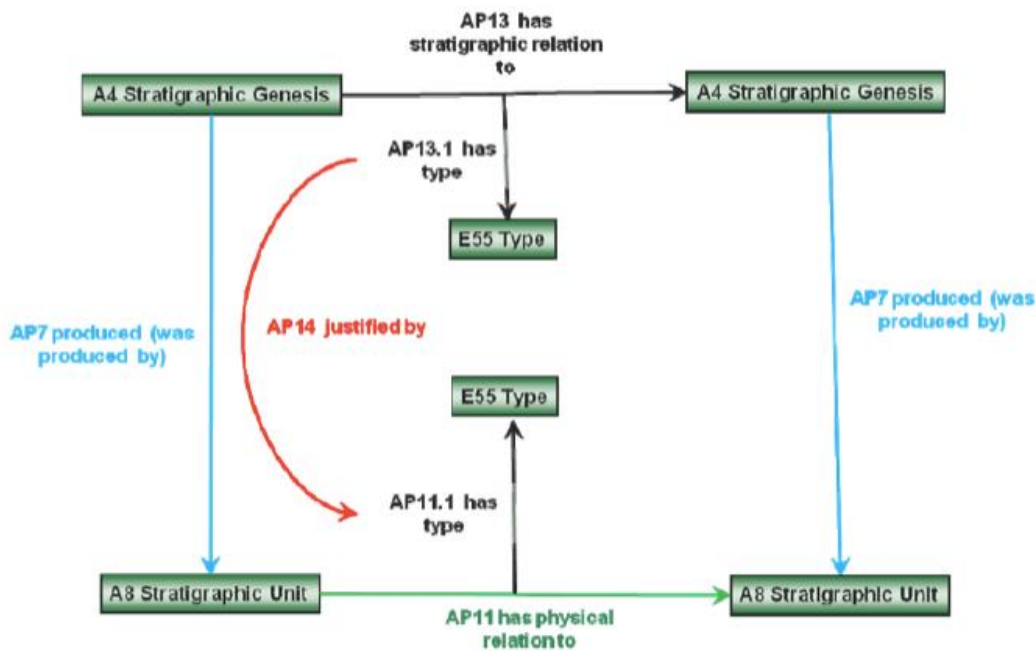 AP13 has
stratigraphic relation
to
A4 Stratigraphic Genesis
A4 Stratigraphic Genesis
AP13.1 has
type
E55 Type
AP7 produced (was
produced by)
AP14 justified by
AP7 produced (was
produced by)
E55 Type
AP11.1 has
type
A8 Stratigraphic Unit
A8 Stratigraphic Unit
AP11 has physical
relation to